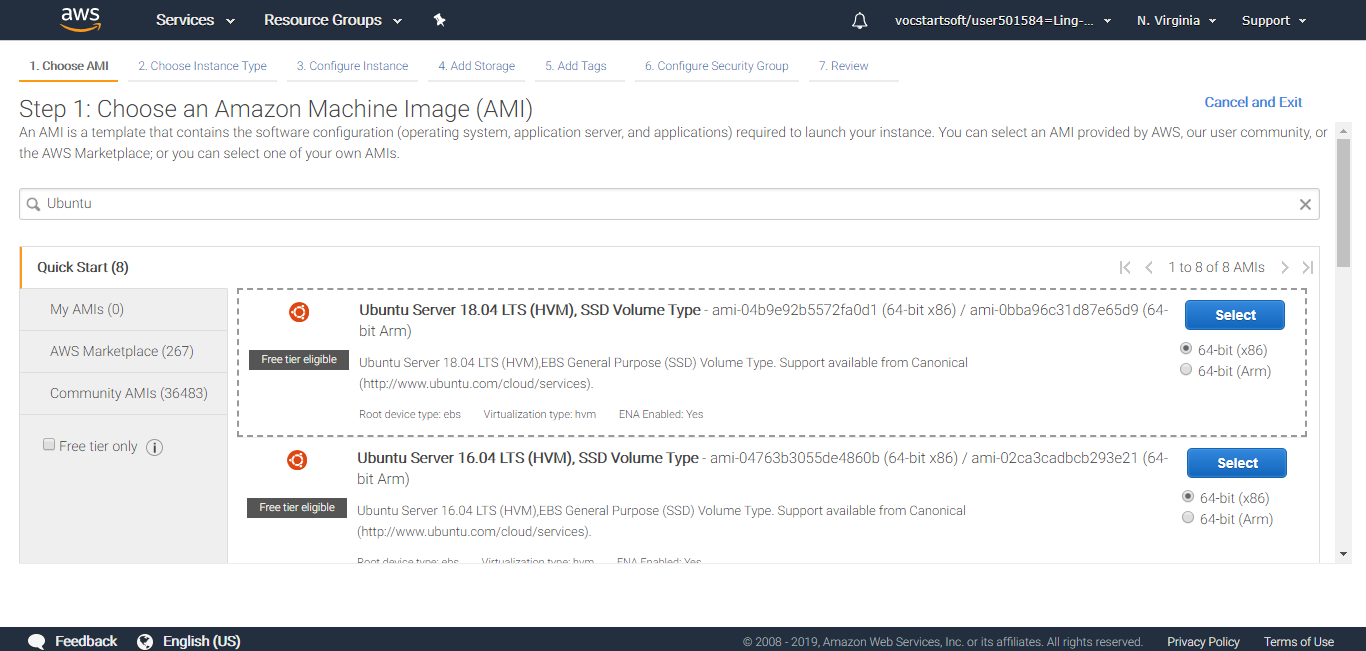 aws Services Resource Groups vocstartsoft/user501584=Ling-... N. Virginia Support
1. Choose AMI 2. Choose Instance Type 3. Configure Instance 4. Add Storage 5. Add Tags 6. Configure Security Group 7. Review
Step 1: Choose an Amazon Machine Image (AMI)
Cancel and Exit
An AMI is a template that contains the software configuration (operating system, application server, and applications) required to launch your instance. You can select an AMI provided by AWS, our user community, or
the AWS Marketplace; or you can select one of your own AMIs.
Ubuntu
Quick Start (8)
1 to 8 of 8 AMIs
My AMIs (0)
AWS Marketplace (267)
Community AMIs (36483)
Free tier only
Ubuntu Server 18.04 LTS (HVM), SSD Volume Type - ami-04b9e92b5572fa0d1 (64-bit x86) / ami-0bba96c31d87e65d9 (64-
bit Arm)
Free tier eligible
Ubuntu Server 18.04 LTS (HVM),EBS General Purpose (SSD) Volume Type. Support available from Canonical
(http://www.ubuntu.com/cloud/services).
Root device type: ebs Virtualization type: hvm ENA Enabled: Yes
Select
64-bit (x86)
64-bit (Arm)
Ubuntu Server 16.04 LTS (HVM), SSD Volume Type - ami-04763b3055de4860b (64-bit x86) / ami-02ca3cadbcb293e21 (64-
bit Arm)
Free tier eligible
Ubuntu Server 16.04 LTS (HVM),EBS General Purpose (SSD) Volume Type. Support available from Canonical
(http://www.ubuntu.com/cloud/services).
Root device type: ebs Virtualization type: hvm ENA Enabled: Yes
Select
64-bit (x86)
64-bit (Arm)
Feedback English (US) © 2008 - 2019, Amazon Web Services, Inc. or its affiliates. All rights reserved. Privacy Policy Terms of Use